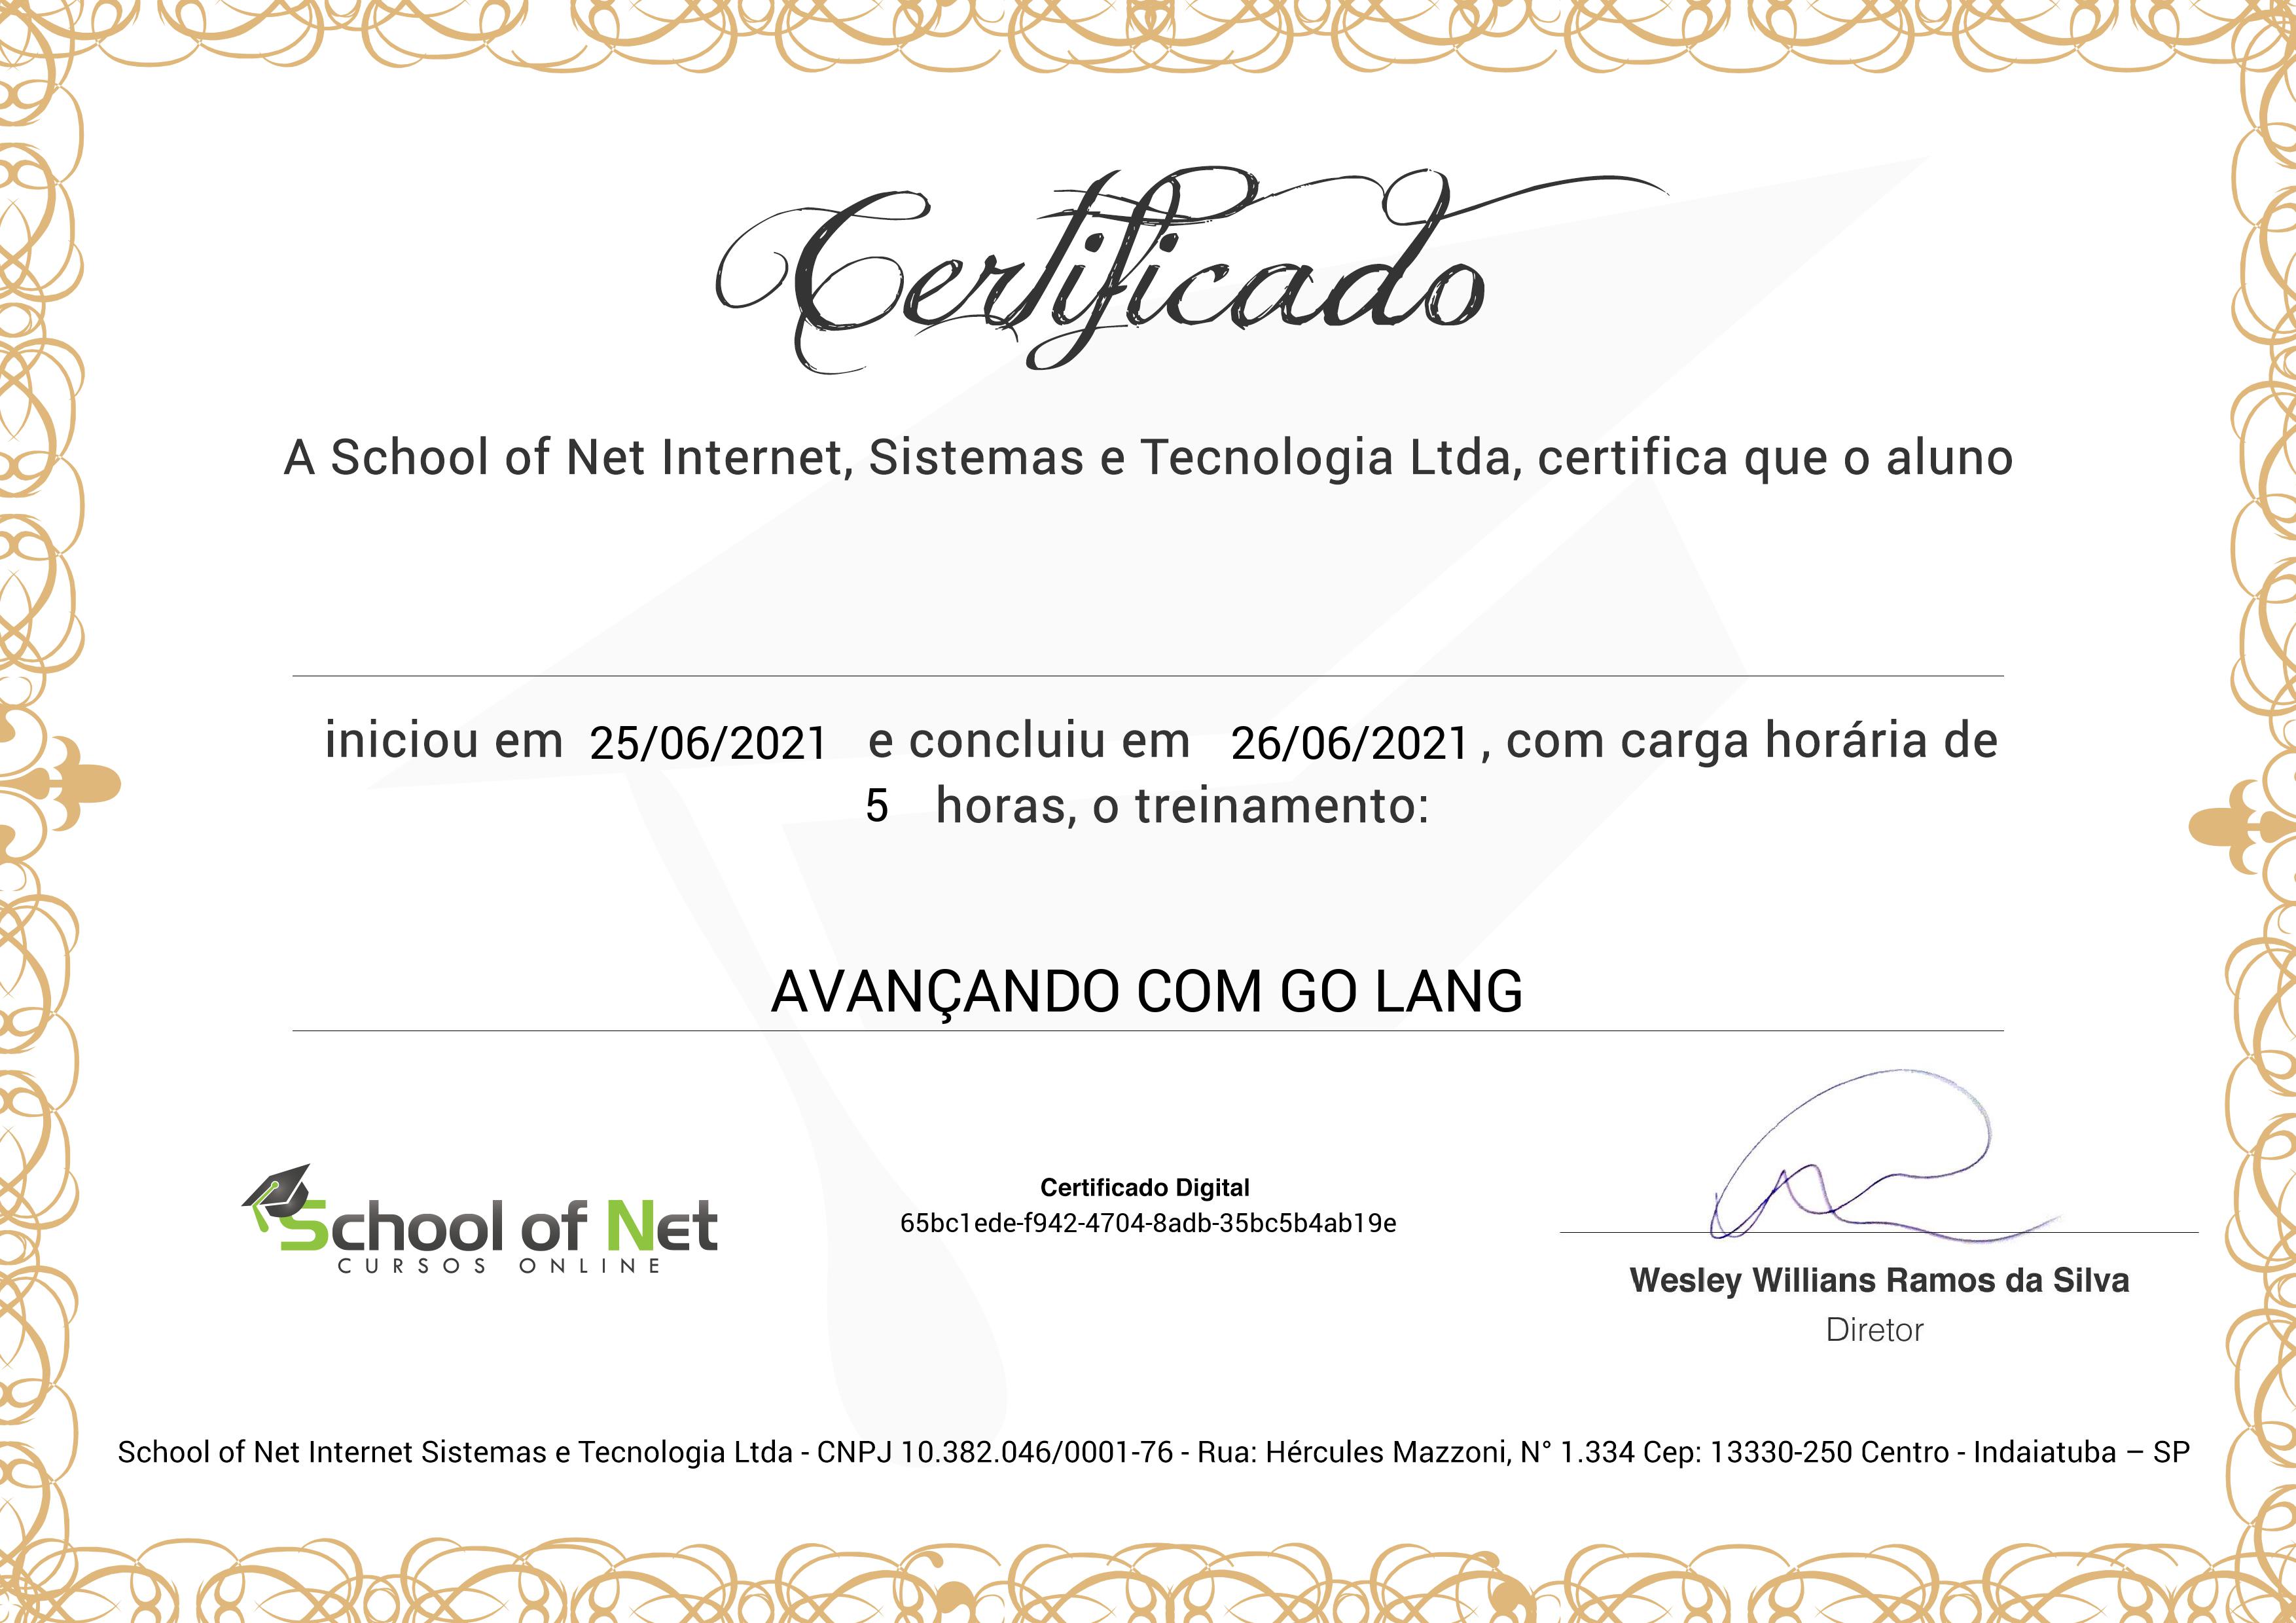 Certificado
A School of Net Internet, Sistemas e Tecnologia Ltda, certifica que o aluno
iniciou em 25/06/2021 e concluiu em 26/06/2021 , com carga horária de
5 horas, o treinamento:
AVANÇANDO COM GO LANG
School of Net
CURSOS ONLINE
Certificado Digital
65bc1ede-f942-4704-8adb-35bc5b4ab19e
Wesley Willians Ramos da Silva
Diretor
School of Net Internet Sistemas e Tecnologia Ltda - CNPJ 10.382.046/0001-76 - Rua: Hércules Mazzoni, N° 1.334 Cep: 13330-250 Centro - Indaiatuba – SP